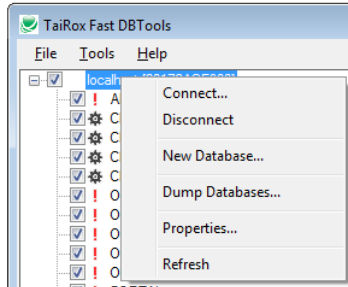 TaiRox Fast DBTools
File Tools Help
Connect...
A
Disconnect
C
C
New Database...
C
C
Dump Databases...
O
O
Properties...
O
O
Refresh
O